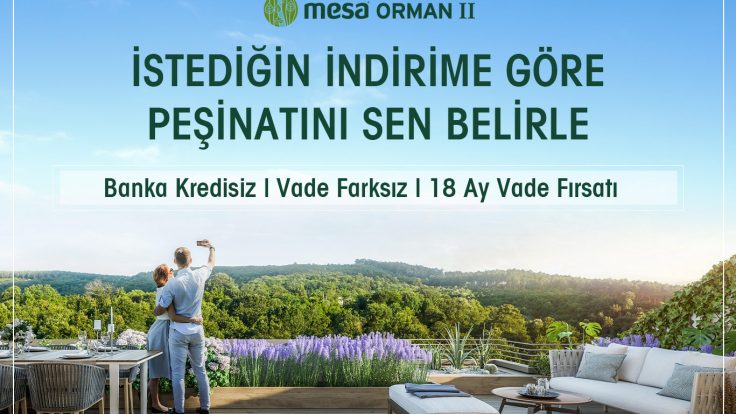 mesa ORMAN II
İSTEDİĞİN İNDİRİME GÖRE
PEŞİNATINI SEN BELİRLE
Banka Kredisiz I Vade Farksız I 18 Ay Vade Fırsatı